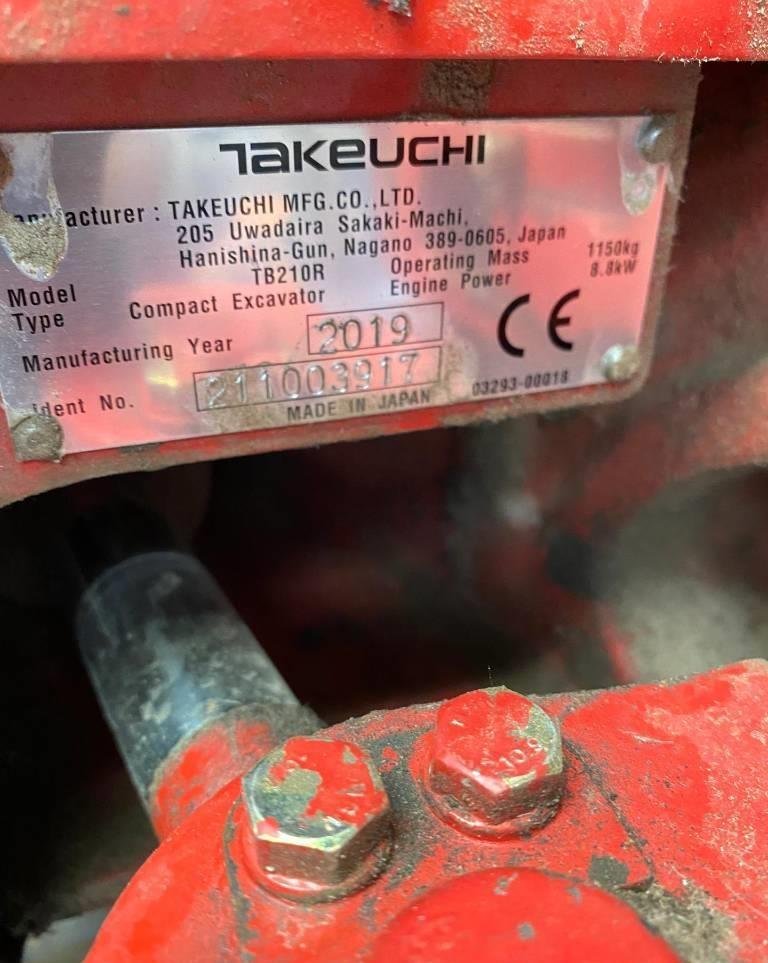 TAKEUCHI
Manufacturer : TAKEUCHI MFG.CO.,LTD.
205 Uwadaira Sakaki-Machi,
Hanishina-Gun, Nagano 389-0605, Japan
Model TB210R Operating Mass 1150kg
Type Compact Excavator Engine Power 8.8kW
Manufacturing Year 2019
CE
Ident No. 211003917
MADE IN JAPAN 03293-00018